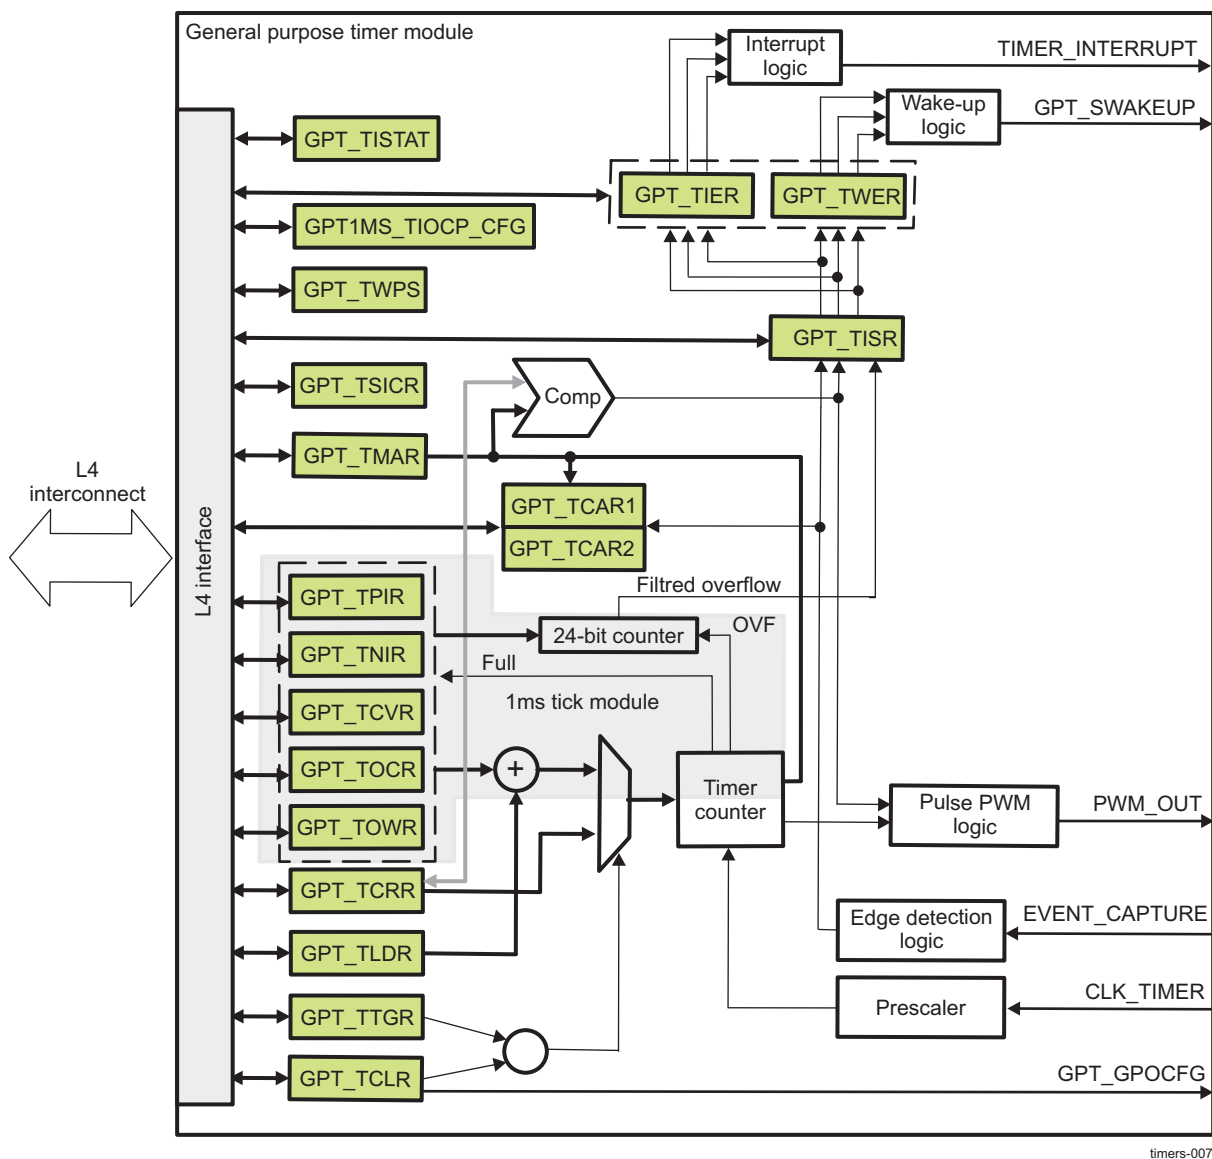 General purpose timer module
Interrupt
logic
TIMER_INTERRUPT
Wake-up
logic
GPT_SWAKEUP
GPT_TISTAT
GPT_TIER
GPT_TWER
GPT1MS_TIOCP_CFG
GPT_TWPS
GPT_TISR
GPT_TSICR
Comp
GPT_TMAR
L4
interconnect
L4 interface
GPT_TCAR1
GPT_TCAR2
GPT_TPIR
Filtred overflow
24-bit counter
OVF
GPT_TNIR
Full
1ms tick module
GPT_TCVR
GPT_TOCR
+
Timer
counter
Pulse PWM
logic
PWM_OUT
GPT_TOWR
GPT_TCRR
Edge detection
logic
EVENT_CAPTURE
GPT_TLDR
Prescaler
CLK_TIMER
GPT_TTGR
GPT_TCLR
GPT_GPOCFG
timers-007